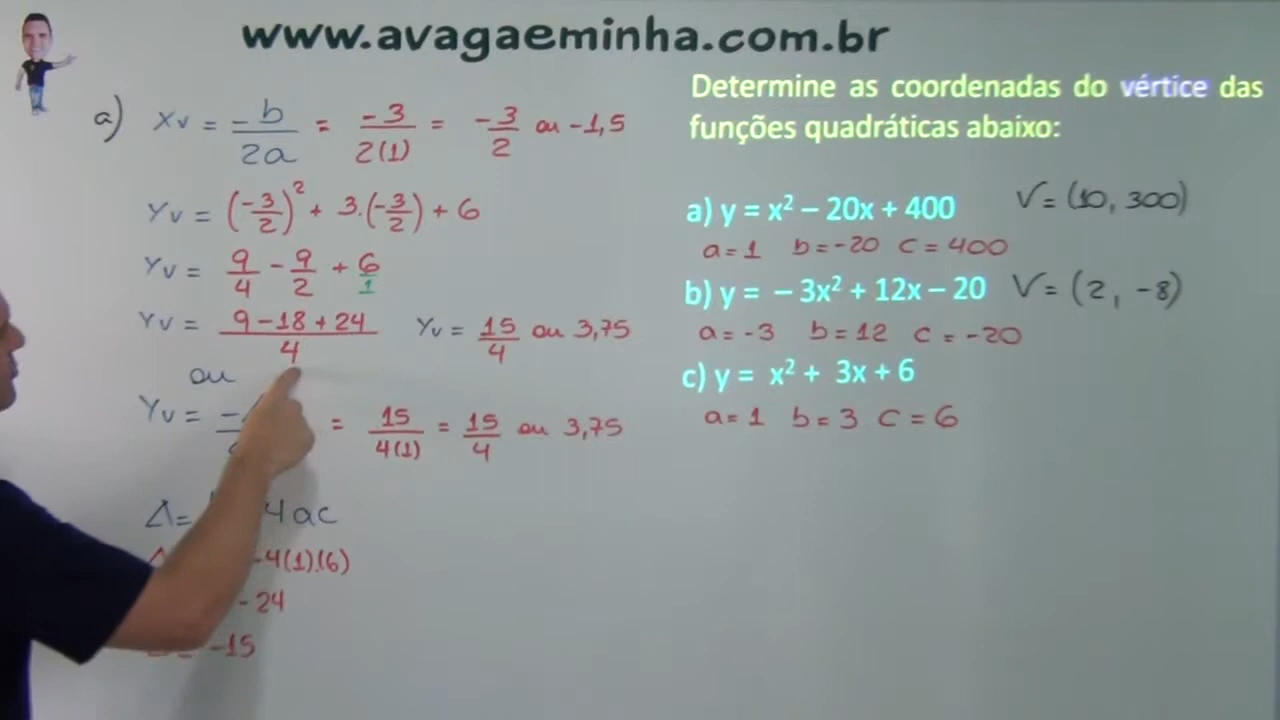 www.avagaeminha.com.br
a) Xv = -b/2a = -3/2(1) = -3/2 ou -1,5
Yv = (-3/2)² + 3.(-3/2) + 6
Yv = 9/4 - 9/2 + 6/1
Yv = 9-18+24/4 Yv = 15/4 ou 3,75
ou
Yv = - = 15/4(1) = 15/4 ou 3,75
Δ= 4ac
-4(1).(6)
- 24
-15
Determine as coordenadas do vértice das
funções quadráticas abaixo:
a) y = x² – 20x + 400 V = (10, 300)
a=1 b=-20 c=400
b) y = – 3x² + 12x – 20 V = (2, -8)
a=-3 b=12 c=-20
c) y = x² + 3x + 6
a=1 b=3 c=6